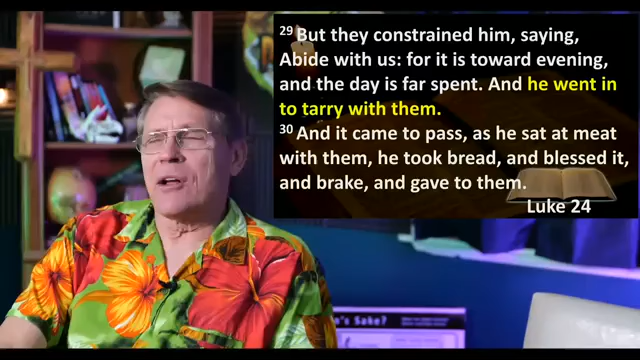 29 But they constrained him, saying,
Abide with us: for it is toward evening,
and the day is far spent. And he went in
to tarry with them.
30 And it came to pass, as he sat at meat
with them, he took bread, and blessed it,
and brake, and gave to them.
Luke 24
's Sake?